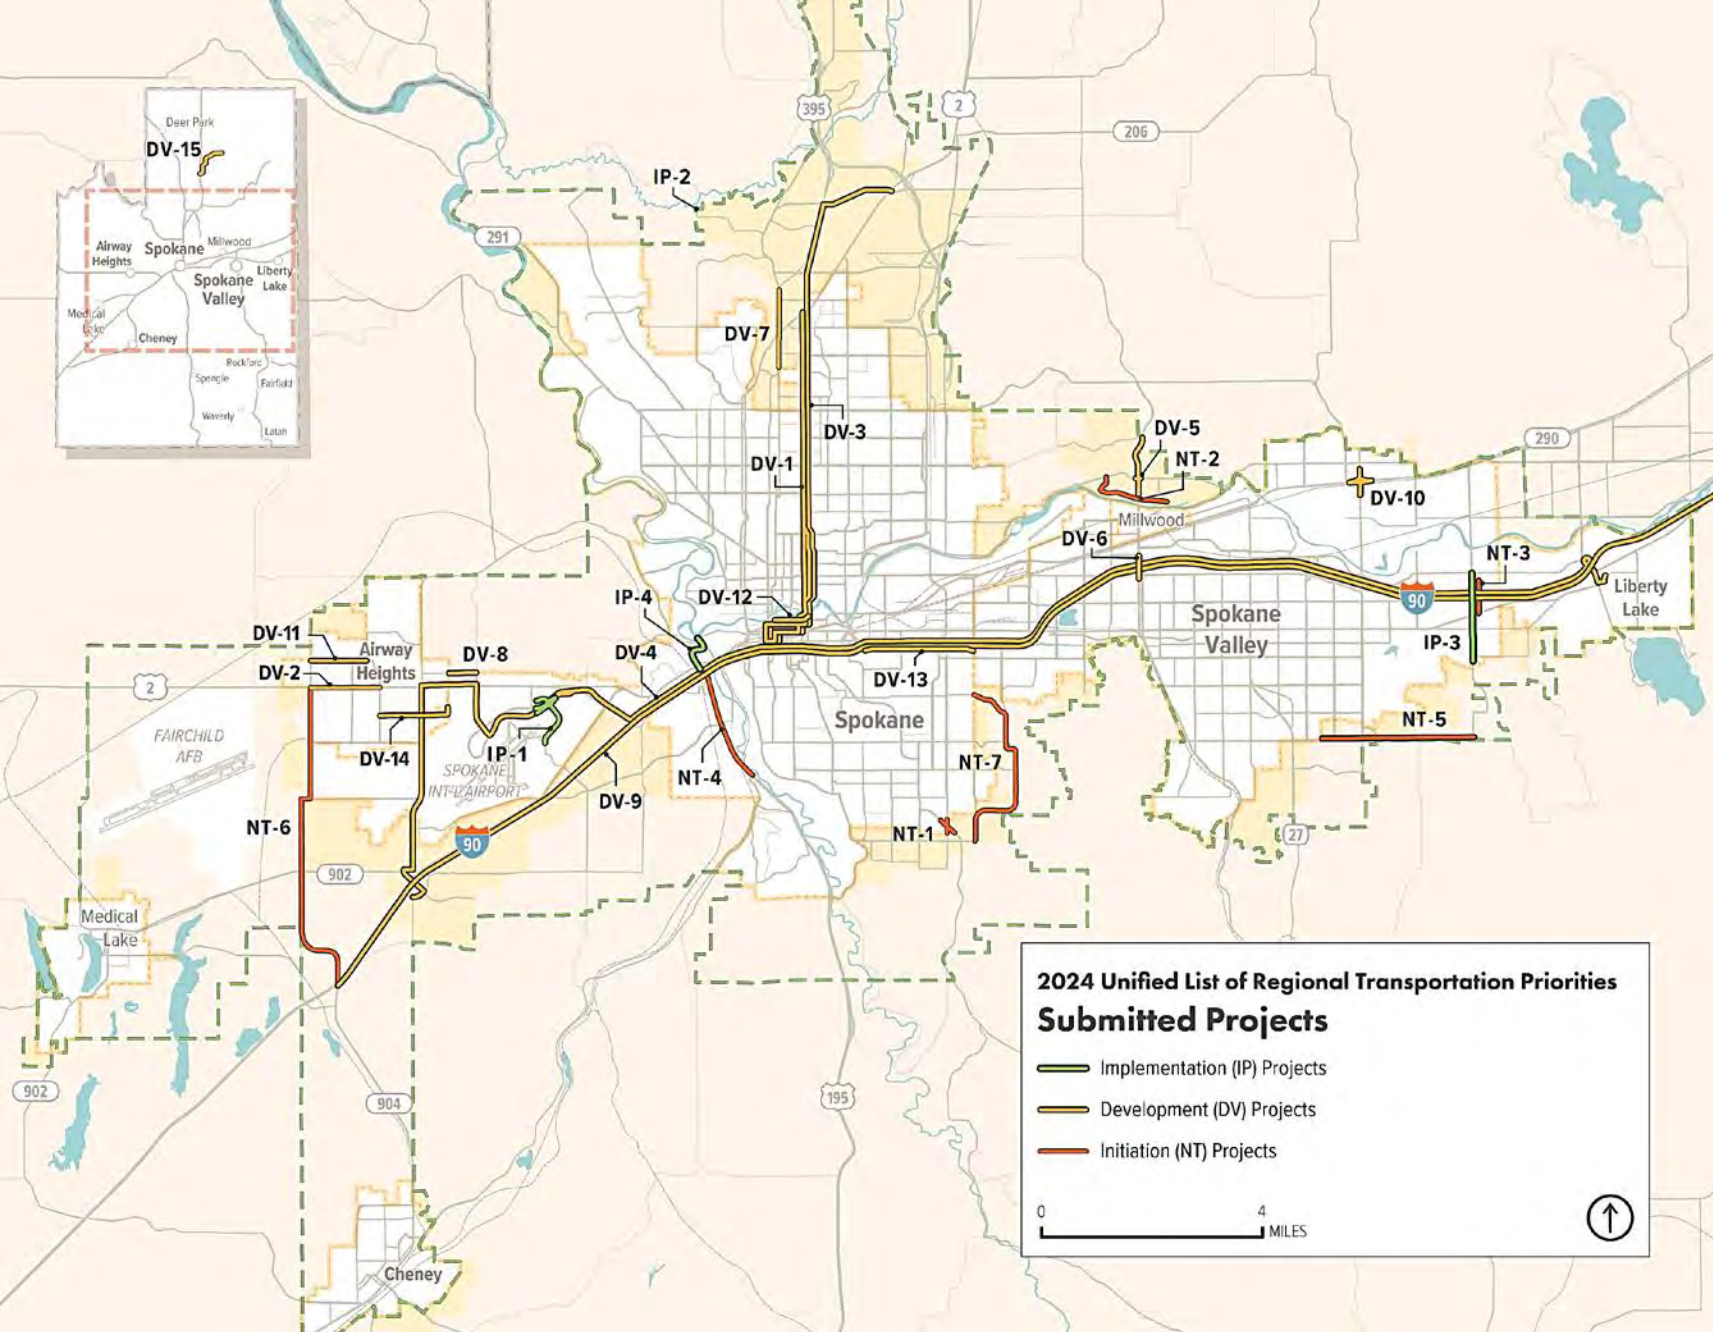 395
2
206
Deer Park
DV-15
IP-2
291
Airway
Heights
Spokane
Millwood
Spokane
Valley
Liberty
Lake
Medical
Lake
Cheney
Rockford
Spangle
Fairfield
Waverly
Latah
DV-7
DV-3
DV-1
DV-5
NT-2
290
DV-10
Millwood
DV-6
NT-3
IP-4
DV-12
90
Liberty
Lake
Spokane
Valley
IP-3
DV-11
Airway
Heights
DV-8
DV-4
DV-2
2
DV-13
Spokane
NT-5
FAIRCHILD
AFB
DV-14
IP-1
SPOKANE
INT'L AIRPORT
NT-4
NT-7
DV-9
NT-6
NT-1
27
90
902
Medical
Lake
902
904
195
Cheney
2024 Unified List of Regional Transportation Priorities
Submitted Projects
Implementation (IP) Projects
Development (DV) Projects
Initiation (NT) Projects
0 4
MILES